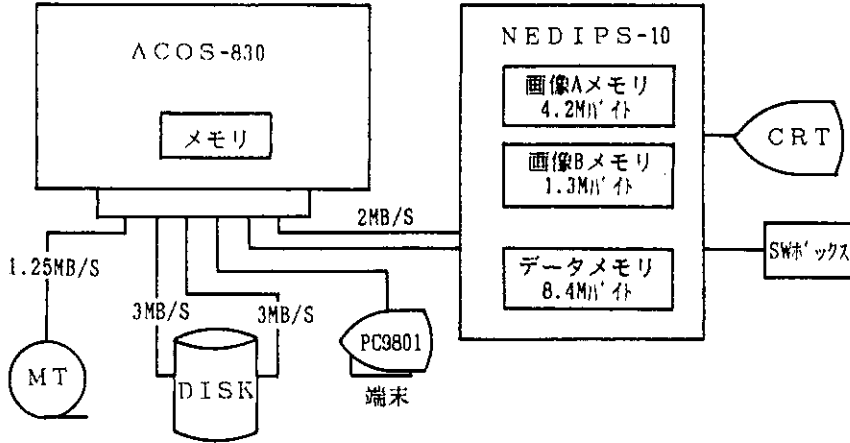 ACOS-830
メモリ
NEDIPS-10
画像Aメモリ
4.2Mバイト
画像Bメモリ
1.3Mバイト
データメモリ
8.4Mバイト
CRT
SWボックス
2MB/S
1.25MB/S
3MB/S
3MB/S
MT
DISK
PC9801
端末